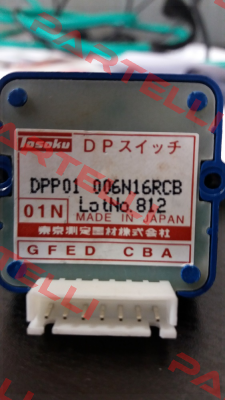 Tosoku DPスイッチ
DPP01 006N16RCB
01N LotNo.812
MADE IN JAPAN
東京測定器材株式会社
GFED CBA
PARTELLI